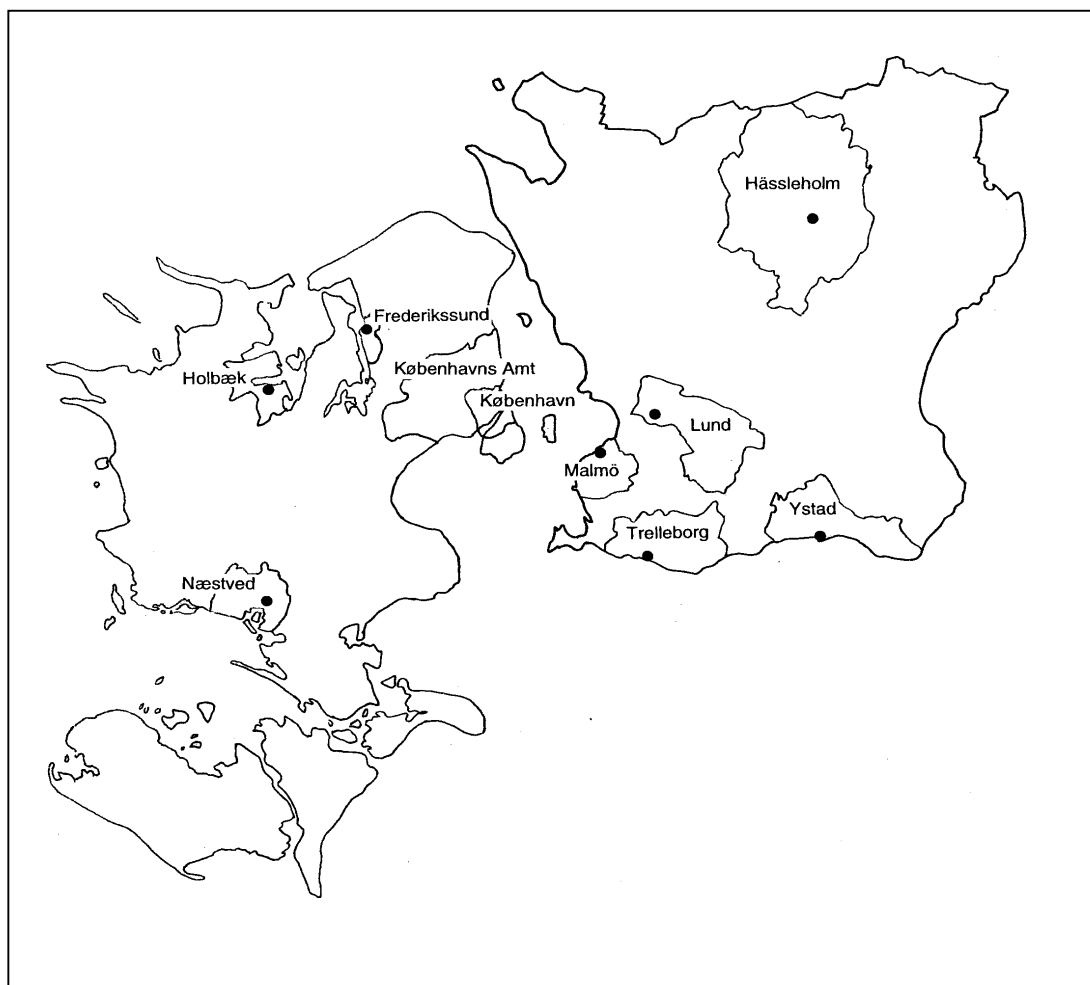 Hässleholm
Frederikssund
Københavns Amt
Holbæk
København
Lund
Malmö
Ystad
Trelleborg
Næstved